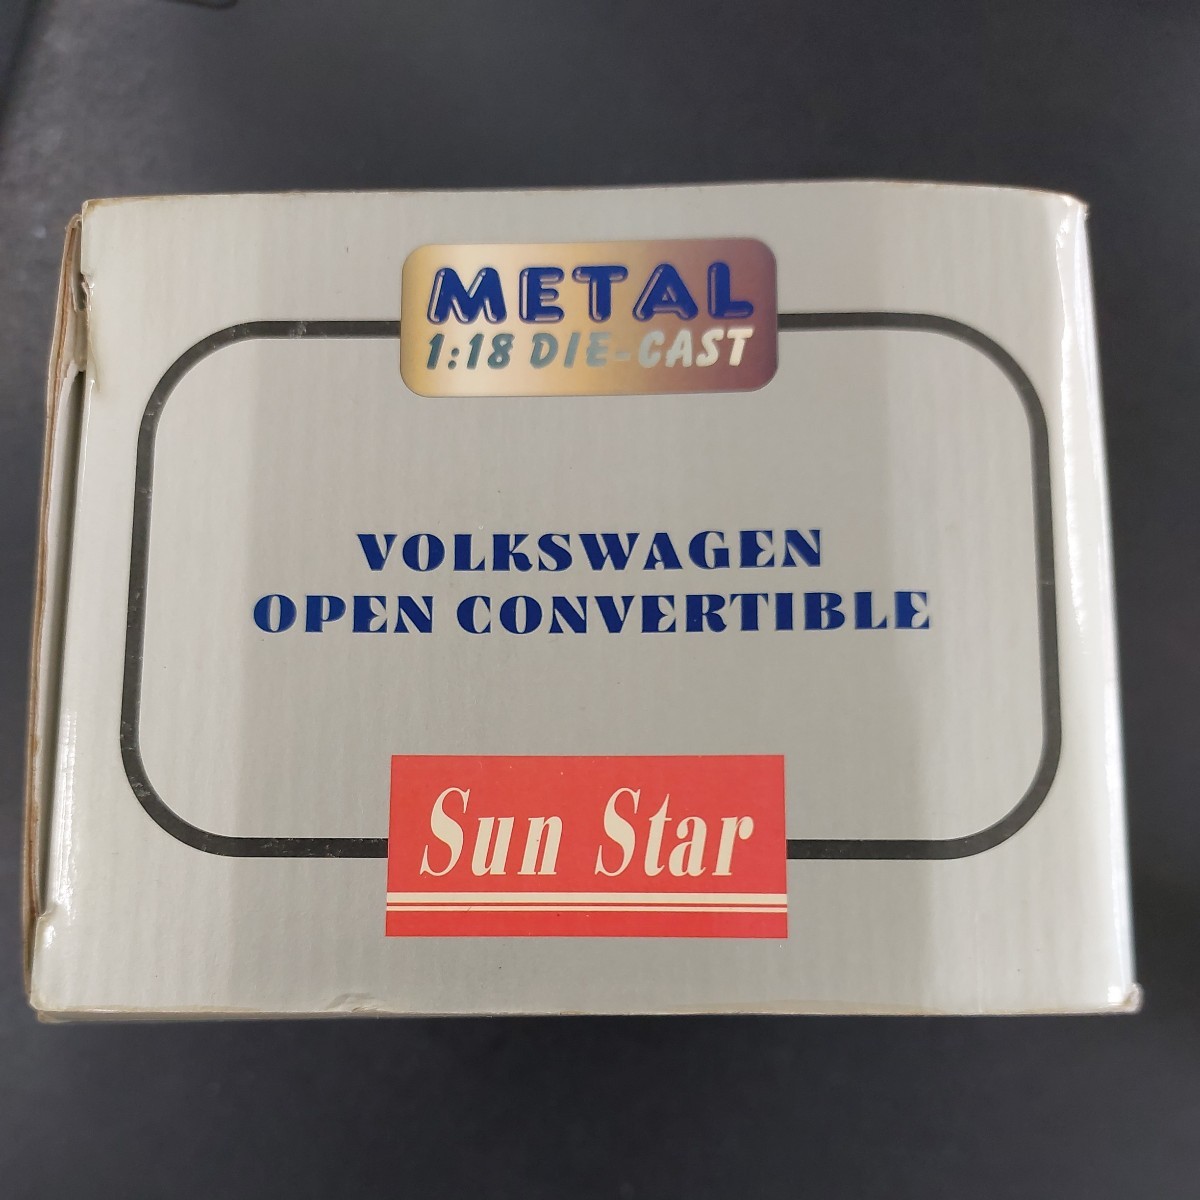 METAL
1:18 DIE-CAST
VOLKSWAGEN
OPEN CONVERTIBLE
Sun Star